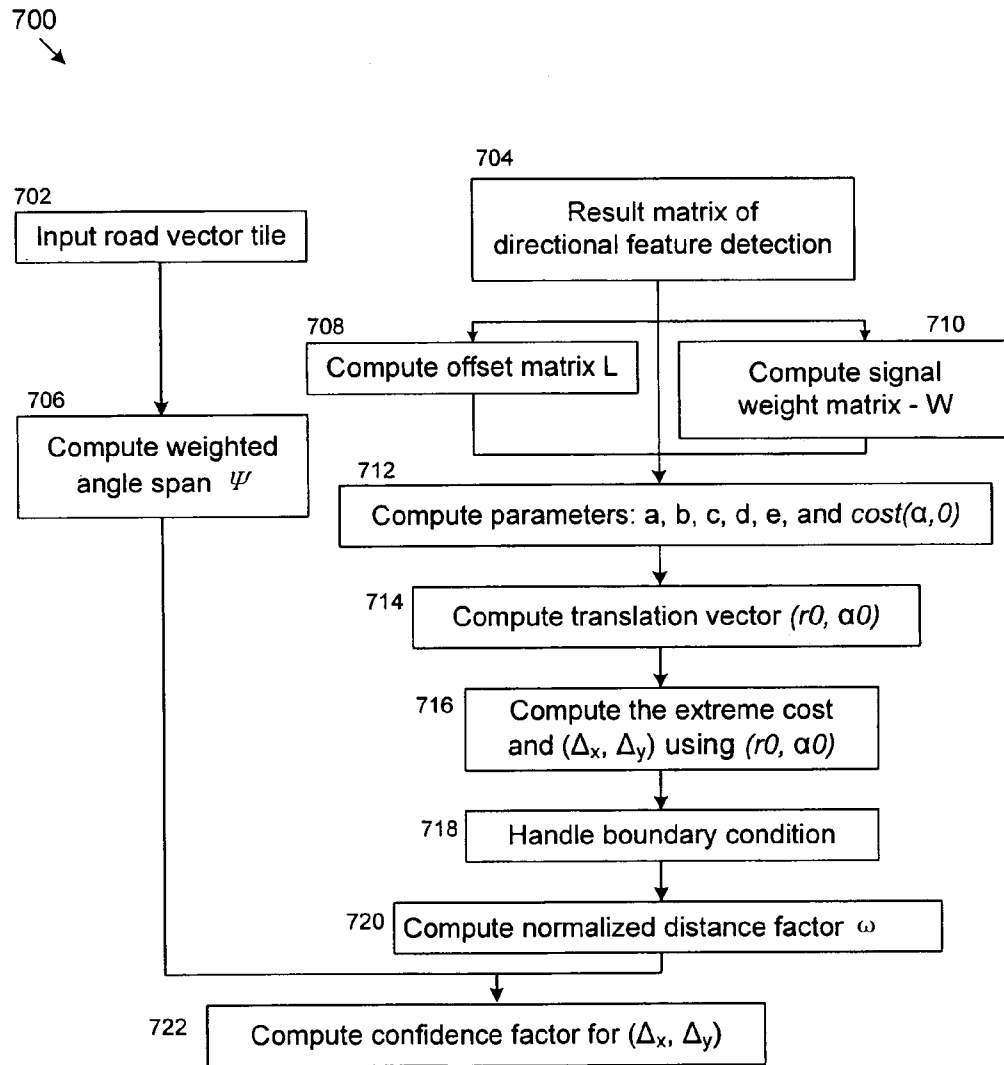 700
704
702
Result matrix of
directional feature detection
Input road vector tile
708
710
Compute offset matrix L
Compute signal
weight matrix - W
706
Compute weighted
angle span Ψ
712
Compute parameters: a, b, c, d, e, and cost(α,0)
714
Compute translation vector (r0, α0)
716
Compute the extreme cost
and (Δx, Δy) using (r0, α0)
718
Handle boundary condition
720
Compute normalized distance factor ω
722
Compute confidence factor for (Δx, Δy)